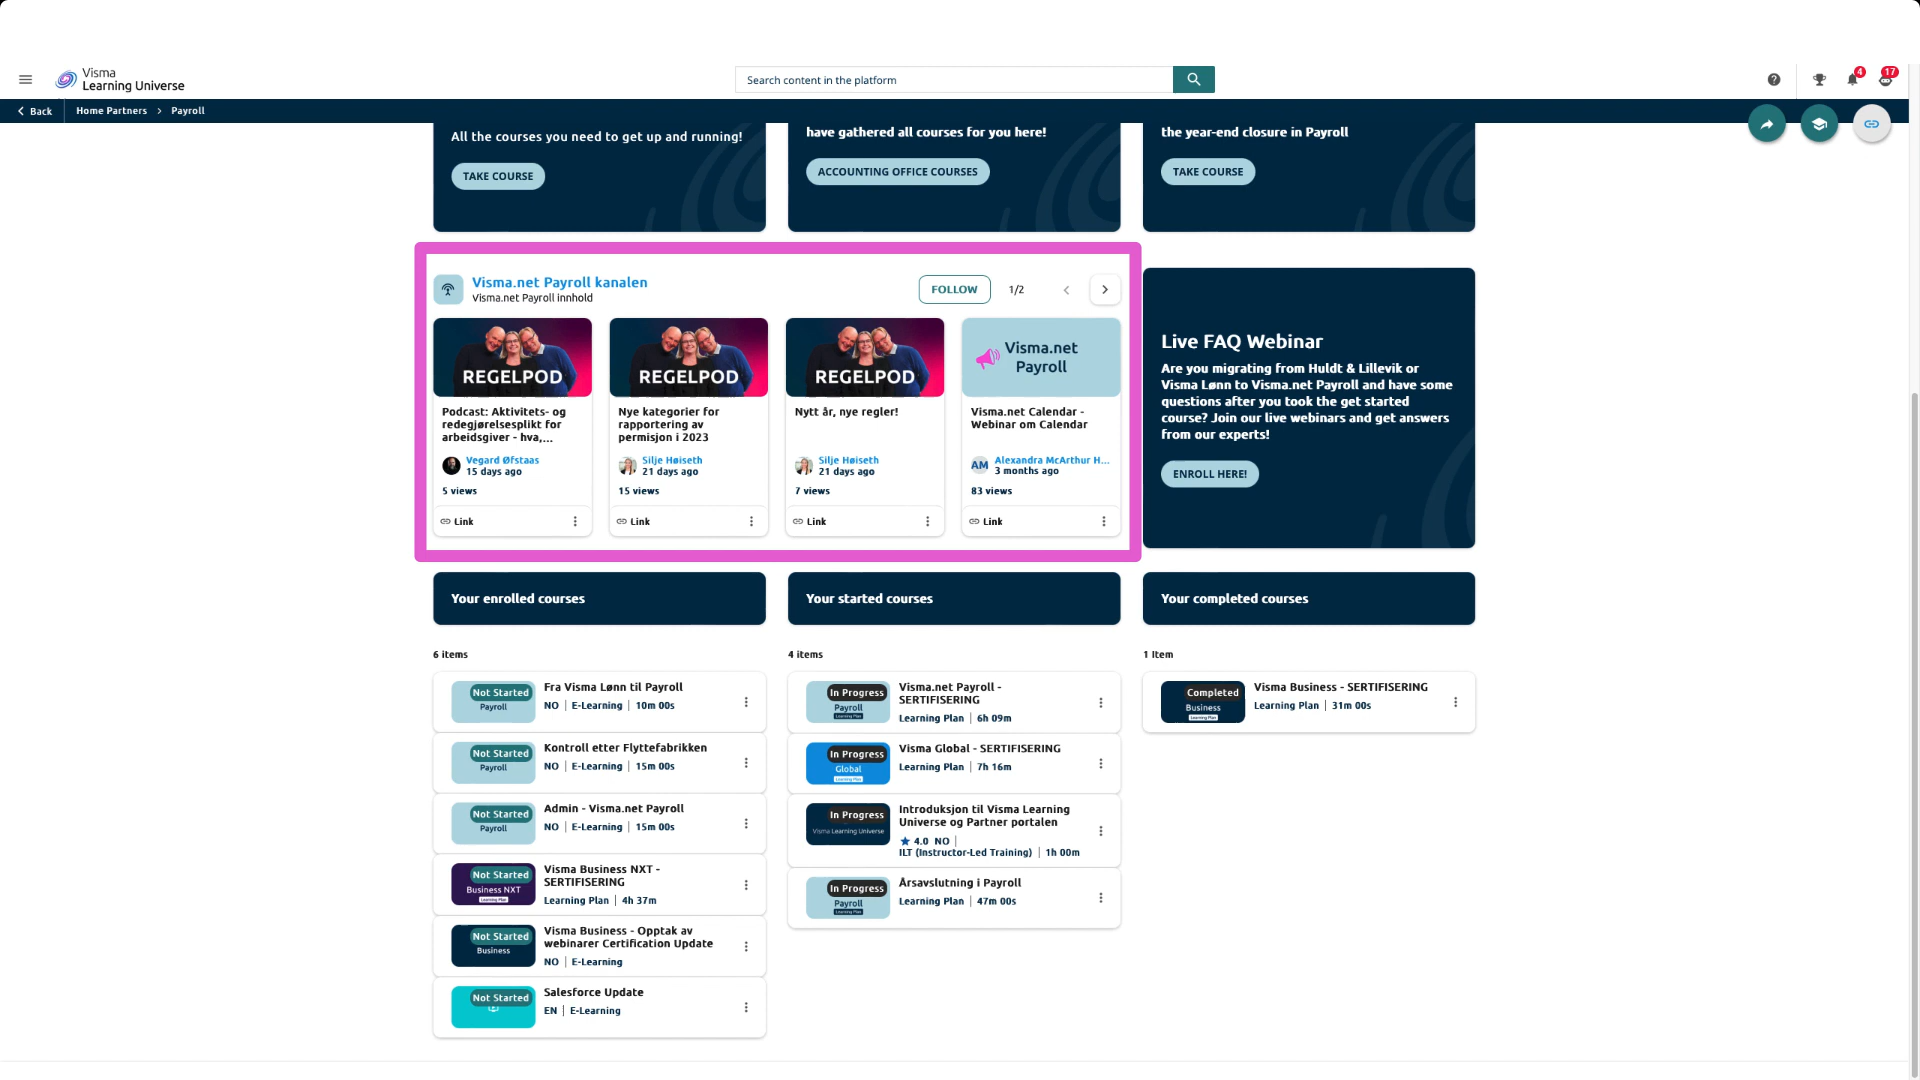 Visma
Learning Universe
Search content in the platform
4
17
Back
Home Partners > Payroll
All the courses you need to get up and running!
TAKE COURSE
have gathered all courses for you here!
ACCOUNTING OFFICE COURSES
the year-end closure in Payroll
TAKE COURSE
Visma.net Payroll kanalen
Visma.net Payroll innhold
FOLLOW
1/2
REGELPOD
Podcast: Aktivitets- og
redegjørelsesplikt for
arbeidsgiver - hva,...
Vegard Øfstaas
15 days ago
5 views
Link
REGELPOD
Nye kategorier for
rapportering av
permisjon i 2023
Silje Høiseth
21 days ago
15 views
Link
REGELPOD
Nytt år, nye regler!
Silje Høiseth
21 days ago
7 views
Link
Visma.net
Payroll
Visma.net Calendar -
Webinar om Calendar
AM
Alexandra McArthur H...
3 months ago
83 views
Link
Live FAQ Webinar
Are you migrating from Huldt & Lillevik or
Visma Lønn to Visma.net Payroll and have some
questions after you took the get started
course? Join our live webinars and get answers
from our experts!
ENROLL HERE!
Your enrolled courses
6 items
Not Started
Payroll
Fra Visma Lønn til Payroll
NO | E-Learning | 10m 00s
Not Started
Payroll
Kontroll etter Flyttefabrikken
NO | E-Learning | 15m 00s
Not Started
Payroll
Admin - Visma.net Payroll
NO | E-Learning | 15m 00s
Not Started
Business NXT
Learning Plan
Visma Business NXT -
SERTIFISERING
Learning Plan | 4h 37m
Not Started
Business
Visma Business - Opptak av
webinarer Certification Update
NO | E-Learning
Not Started
Salesforce Update
EN | E-Learning
Your started courses
4 items
In Progress
Payroll
Learning Plan
Visma.net Payroll -
SERTIFISERING
Learning Plan | 6h 09m
In Progress
Global
Learning Plan
Visma Global - SERTIFISERING
Learning Plan | 7h 16m
In Progress
Visma Learning Universe
Introduksjon til Visma Learning
Universe og Partner portalen
4.0 NO |
ILT (Instructor-Led Training) | 1h 00m
In Progress
Payroll
Learning Plan
Årsavslutning i Payroll
Learning Plan | 47m 00s
Your completed courses
1 Item
Completed
Business
Learning Plan
Visma Business - SERTIFISERING
Learning Plan | 31m 00s